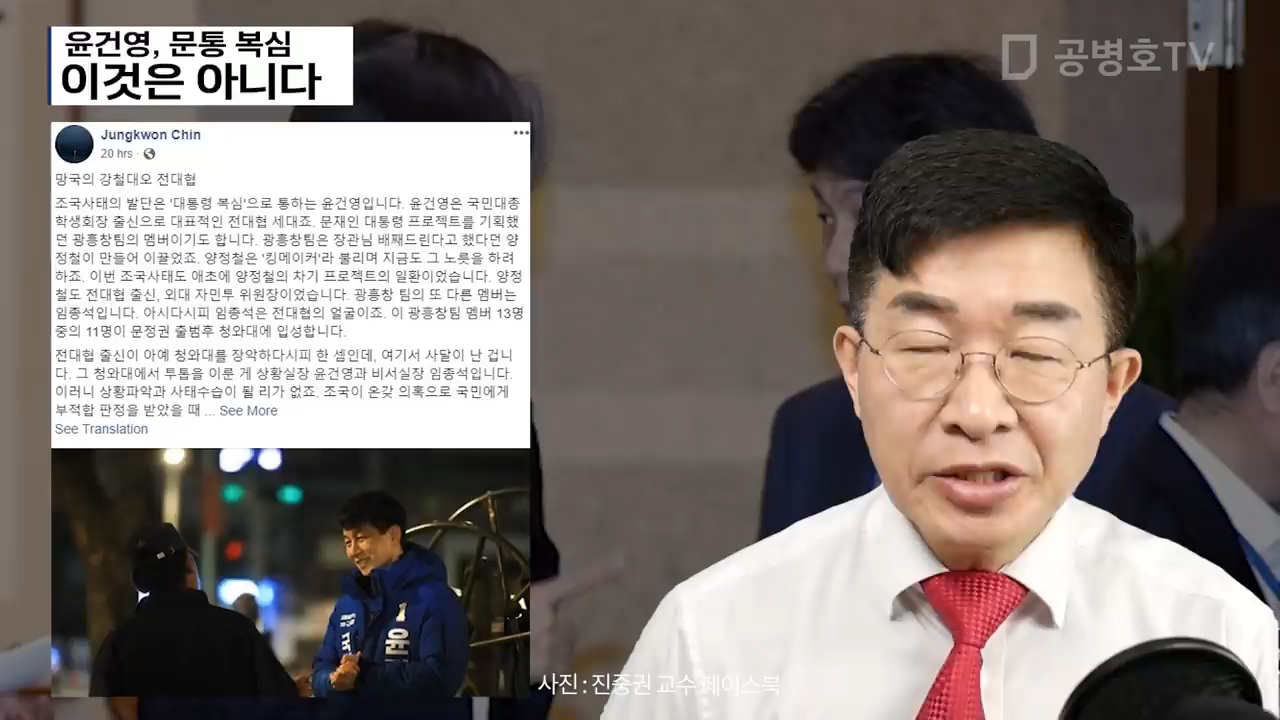 윤건영, 문통 복심
이것은 아니다
공병호TV
Jungkwon Chin
20 hrs ·
망국의 강철대오 전대협
조국사태의 발단은 '대통령 복심'으로 통하는 윤건영입니다. 윤건영은 국민대총
학생회장 출신으로 대표적인 전대협 세대죠. 문재인 대통령 프로젝트를 기획했
던 광흥창팀의 멤버이기도 합니다. 광흥창팀은 장관님 배째드린다고 했다던 양
정철이 만들어 이끌었죠. 양정철은 '킹메이커'라 불리며 지금도 그 노릇을 하려
하죠. 이번 조국사태도 애초에 양정철의 차기 프로젝트의 일환이었습니다. 양정
철도 전대협 출신, 외대 자민투 위원장이었습니다. 광흥창 팀의 또 다른 멤버는
임종석입니다. 아시다시피 임종석은 전대협의 얼굴이죠. 이 광흥창팀 멤버 13명
중의 11명이 문정권 출범후 청와대에 입성합니다.
전대협 출신이 아예 청와대를 장악하다시피 한 셈인데, 여기서 사달이 난 겁니
다. 그 청와대에서 투톱을 이룬 게 상황실장 윤건영과 비서실장 임종석입니다.
이러니 상황파악과 사태수습이 될 리가 없죠. 조국이 온갖 의혹으로 국민에게
부적합 판정을 받았을 때 ... See More
See Translation
1
윤
사진 : 진중권 교수 페이스북